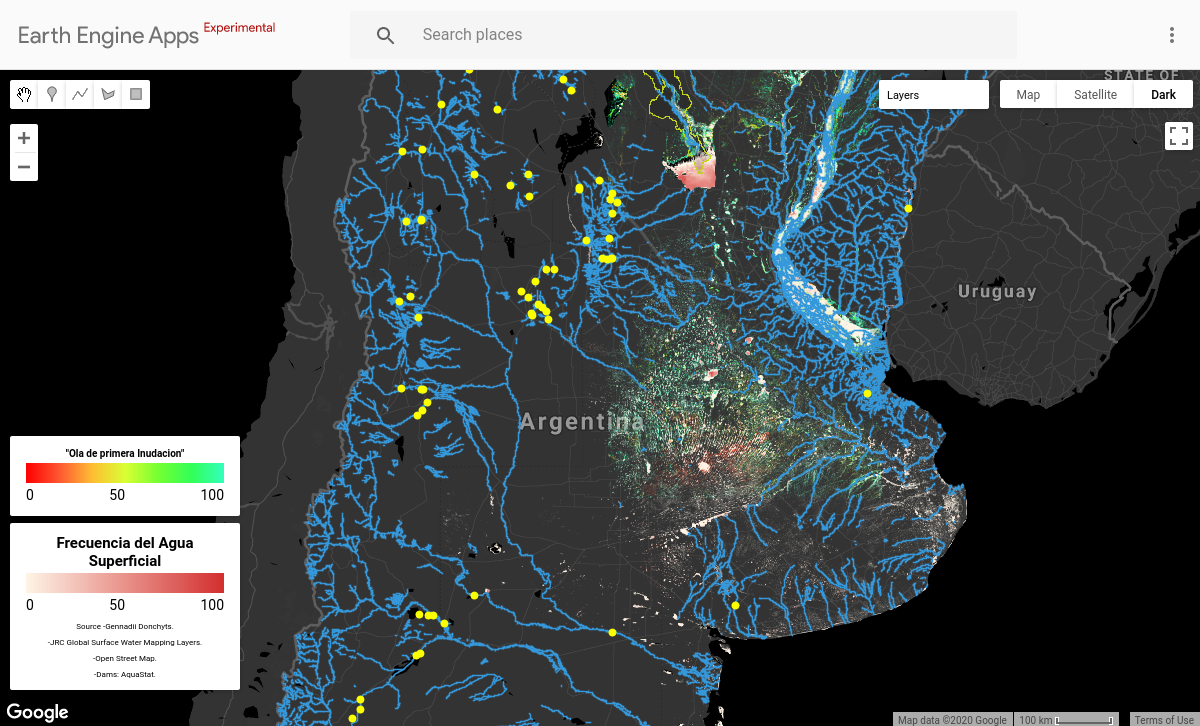 Earth Engine Apps Experimental
Search places
STATE OF
Layers
Map
Satellite
Dark
Uruguay
Argentina
"Ola de primera Inudacion"
0 50 100
Frecuencia del Agua
Superficial
0 50 100
Source -Gennadii Donchyts.
-JRC Global Surface Water Mapping Layers.
-Open Street Map.
-Dams: AquaStat.
Google
Map data ©2020 Google
100 km
Terms of Use